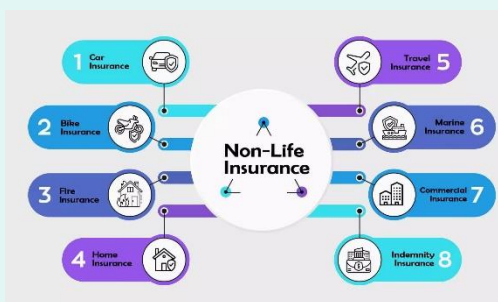 Non-Life
Insurance
1 Car
Insurance
2 Bike
Insurance
3 Fire
Insurance
4 Home
Insurance
Travel 5
Insurance
Marine 6
Insurance
Commercial 7
Insurance
Indemnity 8
Insurance